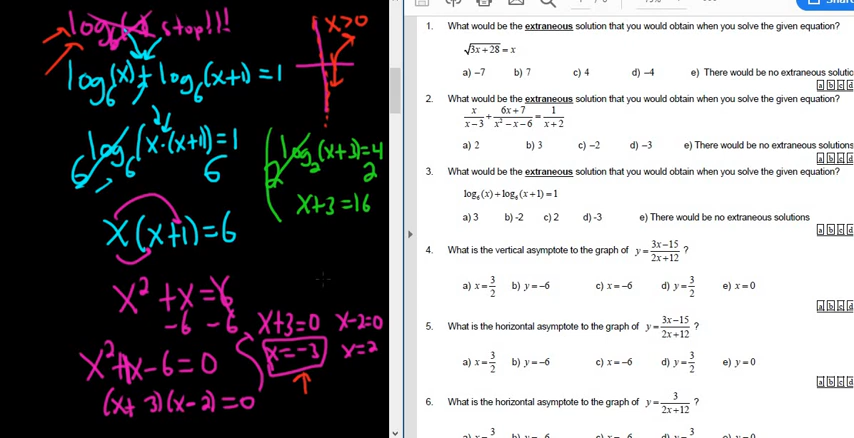 stop!!!
x>0
log₆(x)+log₆(x+1)=1
log₆(x·(x+1))=1
6 6
log₂(x+3)=4
2 2
x+3=16
x(x+1)=6
x²+x=6
-6 -6
x²+1x-6=0
(x+3)(x-2)=0
x+3=0 x-2=0
x=-3 x=2
1. What would be the extraneous solution that you would obtain when you solve the given equation?
√(3x+28) = x
a) −7 b) 7 c) 4 d) −4 e) There would be no extraneous solutic
a b c d
2. What would be the extraneous solution that you would obtain when you solve the given equation?
x/(x−3) + (6x+7)/(x²−x−6) = 1/(x+2)
a) 2 b) 3 c) −2 d) −3 e) There would be no extraneous solutions
a b c d
3. What would be the extraneous solution that you would obtain when you solve the given equation?
log₆(x)+log₆(x+1)=1
a) 3 b) -2 c) 2 d) -3 e) There would be no extraneous solutions
a b c d
4. What is the vertical asymptote to the graph of y=(3x−15)/(2x+12) ?
a) x=3/2 b) y=−6 c) x=−6 d) y=3/2 e) x=0
a b c d
5. What is the horizontal asymptote to the graph of y=(3x−15)/(2x+12) ?
a) x=3/2 b) y=−6 c) x=−6 d) y=3/2 e) y=0
a b c d
6. What is the horizontal asymptote to the graph of y=3/(2x+12) ?